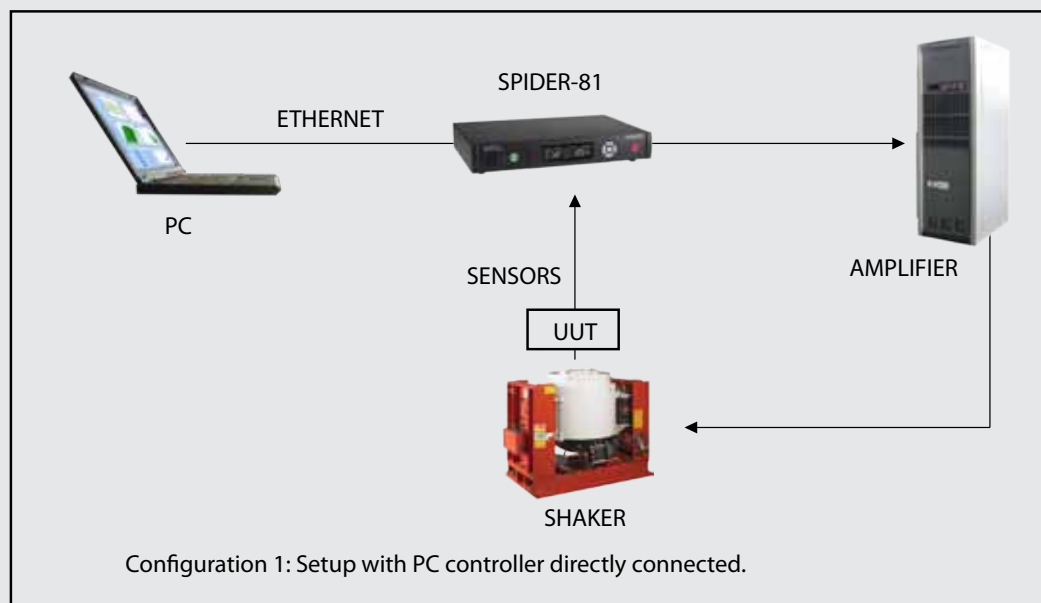 SPIDER-81
ETHERNET
PC
AMPLIFIER
SENSORS
UUT
SHAKER
Configuration 1: Setup with PC controller directly connected.